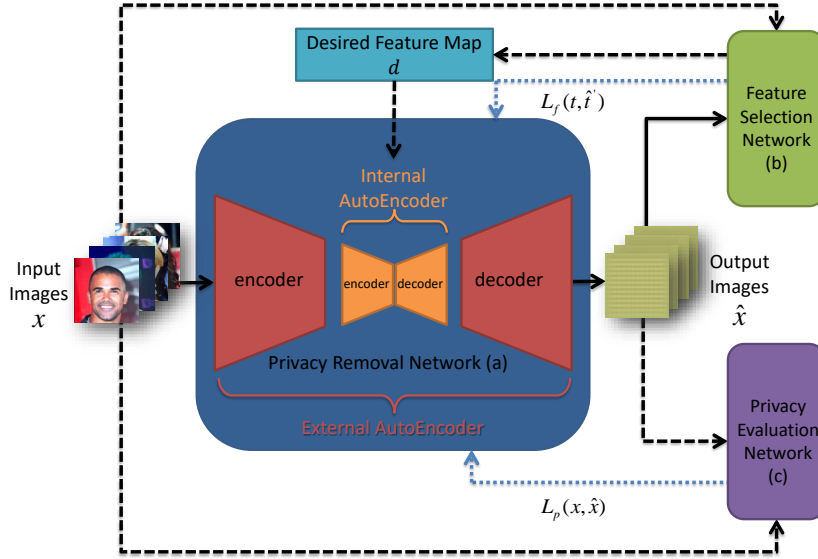 Desired Feature Map
d
L_f(t, t̂')
Feature
Selection
Network
(b)
Internal
AutoEncoder
Input
Images
x
encoder
encoder
decoder
decoder
Output
Images
x̂
Privacy Removal Network (a)
External AutoEncoder
Privacy
Evaluation
Network
(c)
L_p(x, x̂)